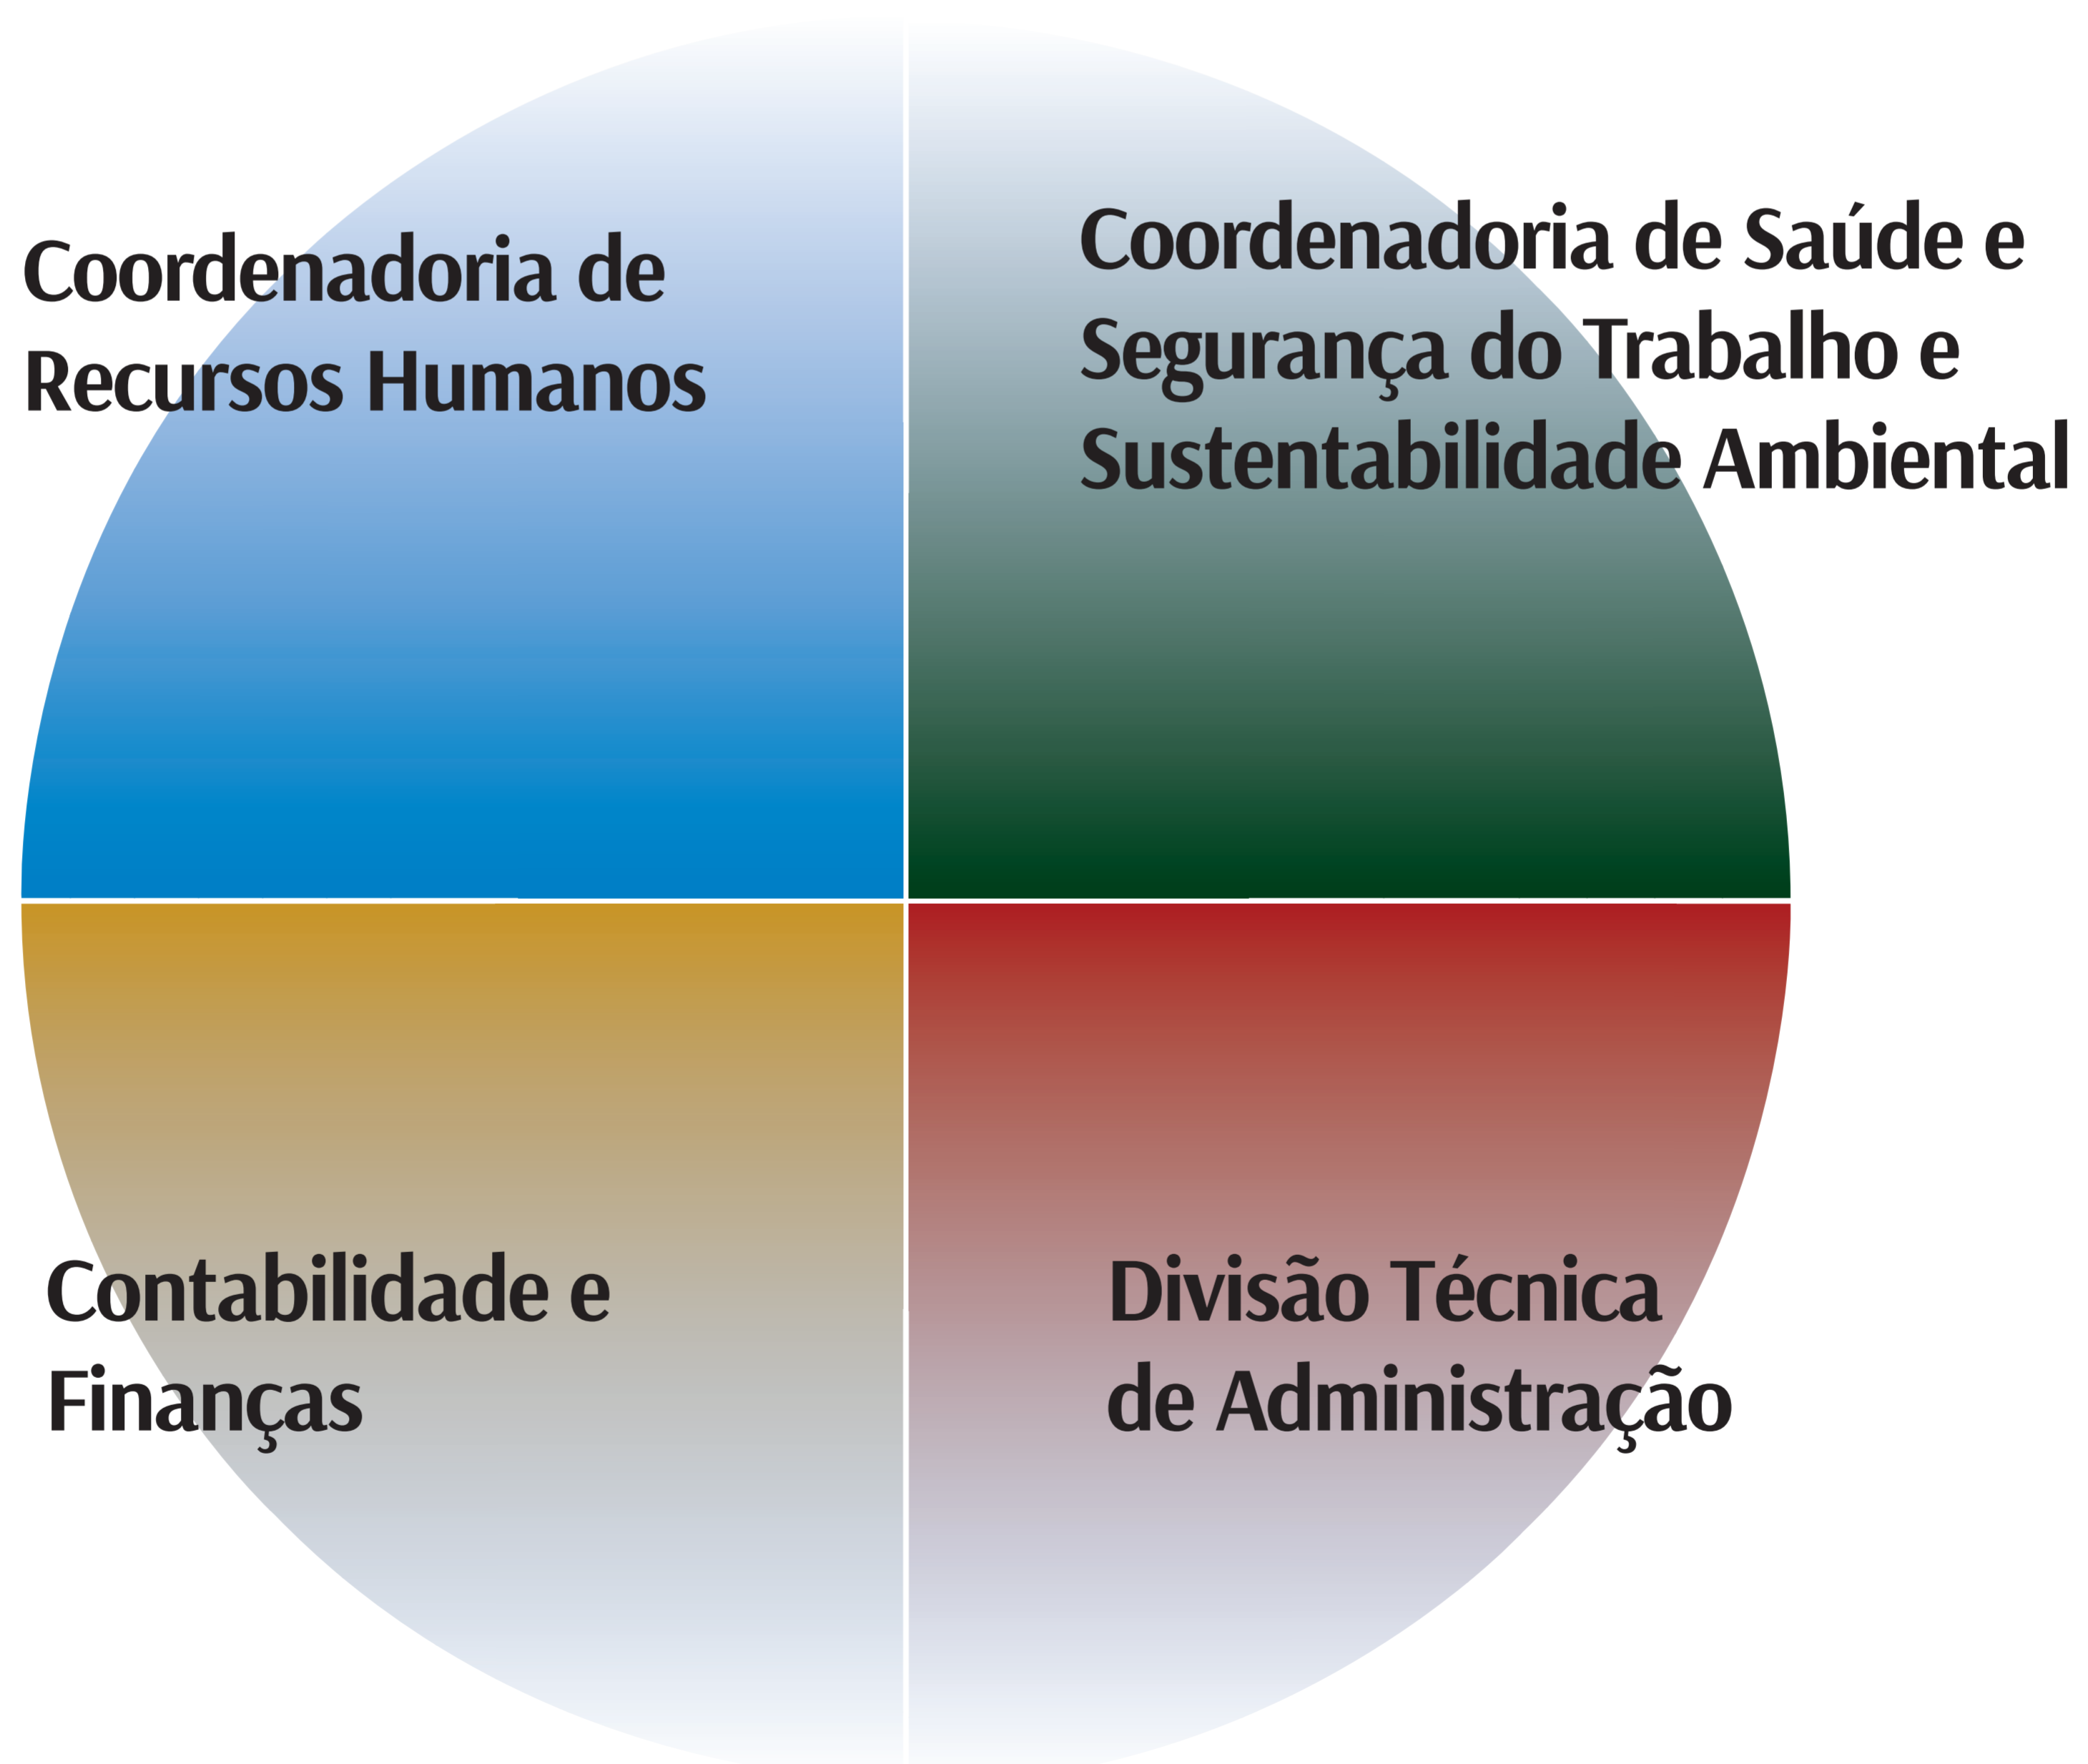 Coordenadoria de
Recursos Humanos
Coordenadoria de Saúde e
Segurança do Trabalho e
Sustentabilidade Ambiental
Contabilidade e
Finanças
Divisão Técnica
de Administração